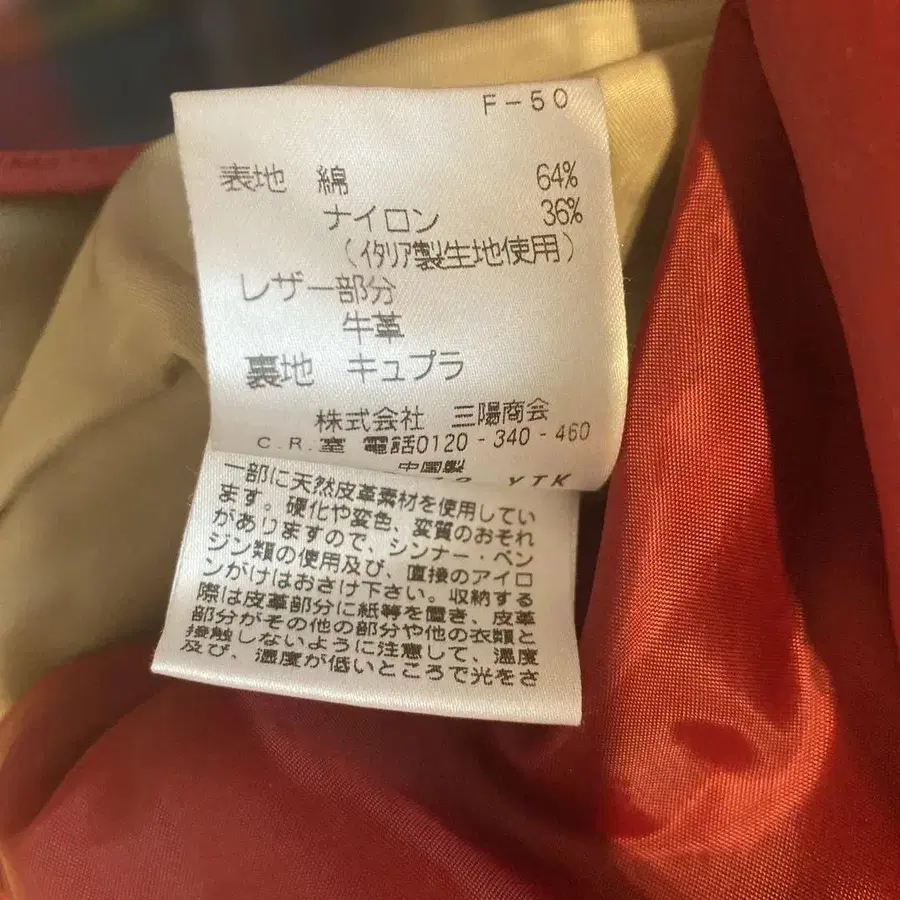 F-50
表地 綿 64%
ナイロン 36%
(イタリア製生地使用)
レザー部分
牛革
裏地 キュプラ
株式会社 三陽商会
C.R.室 電話0120-340-460
中国製
YTK
一部に天然皮革素材を使用してい
ます。硬化や変色、変質のおそれ
がありますので、シンナー・ベン
ジン類の使用及び、直接のアイロ
ンがけはおさけ下さい。収納する
際は皮革部分に紙等を置き、皮革
部分がその他の部分や他の衣類と
接触しないように注意して、温度
及び、湿度が低いところで光をさ